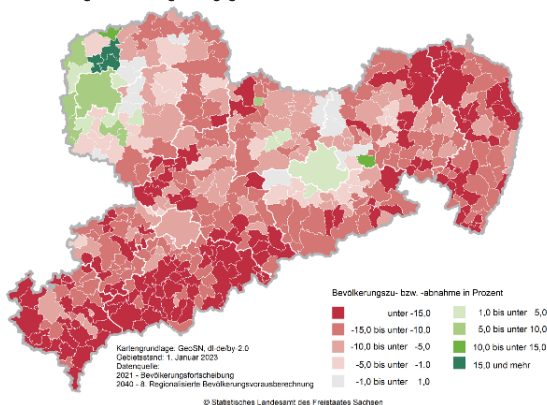 Bevölkerungszu- bzw. -abnahme in Prozent
unter -15.0
-15,0 bis unter -10.0
-10,0 bis unter -5,0
-5,0 bis unter -1.0
-1,0 bis unter 1,0
1,0 bis unter 5,0
5,0 bis unter 10,0
10,0 bis unter 15,0
15,0 und mehr
Kartengrundlage: GeoSN, dl-de/by-2.0
Gebietsstand: 1. Januar 2023
Datenquelle:
2021 - Bevölkerungsfortschreibung
2040 - 8. Regionalisierte Bevölkerungsvorausberechnung
© Statistisches Landesamt des Freistaates Sachsen